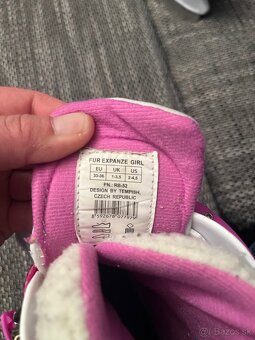 FUR EXPANZE GIRL
EU UK US
33-36 1-3,5 2-4,5
PN.: RB-52
DESIGN BY TEMPISH,
CZECH REPUBLIC
bazos.sk